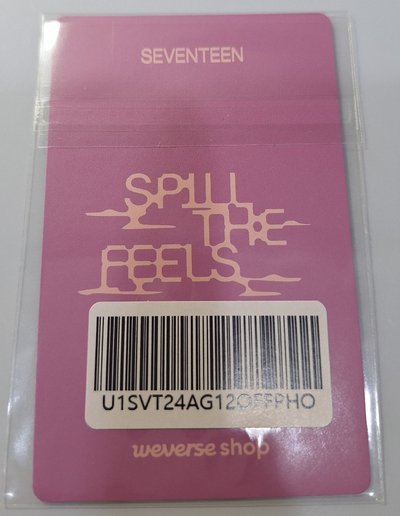 SEVENTEEN
SPILL
THE
FEELS
U1SVT24AG12OFFPHO
weverse shop